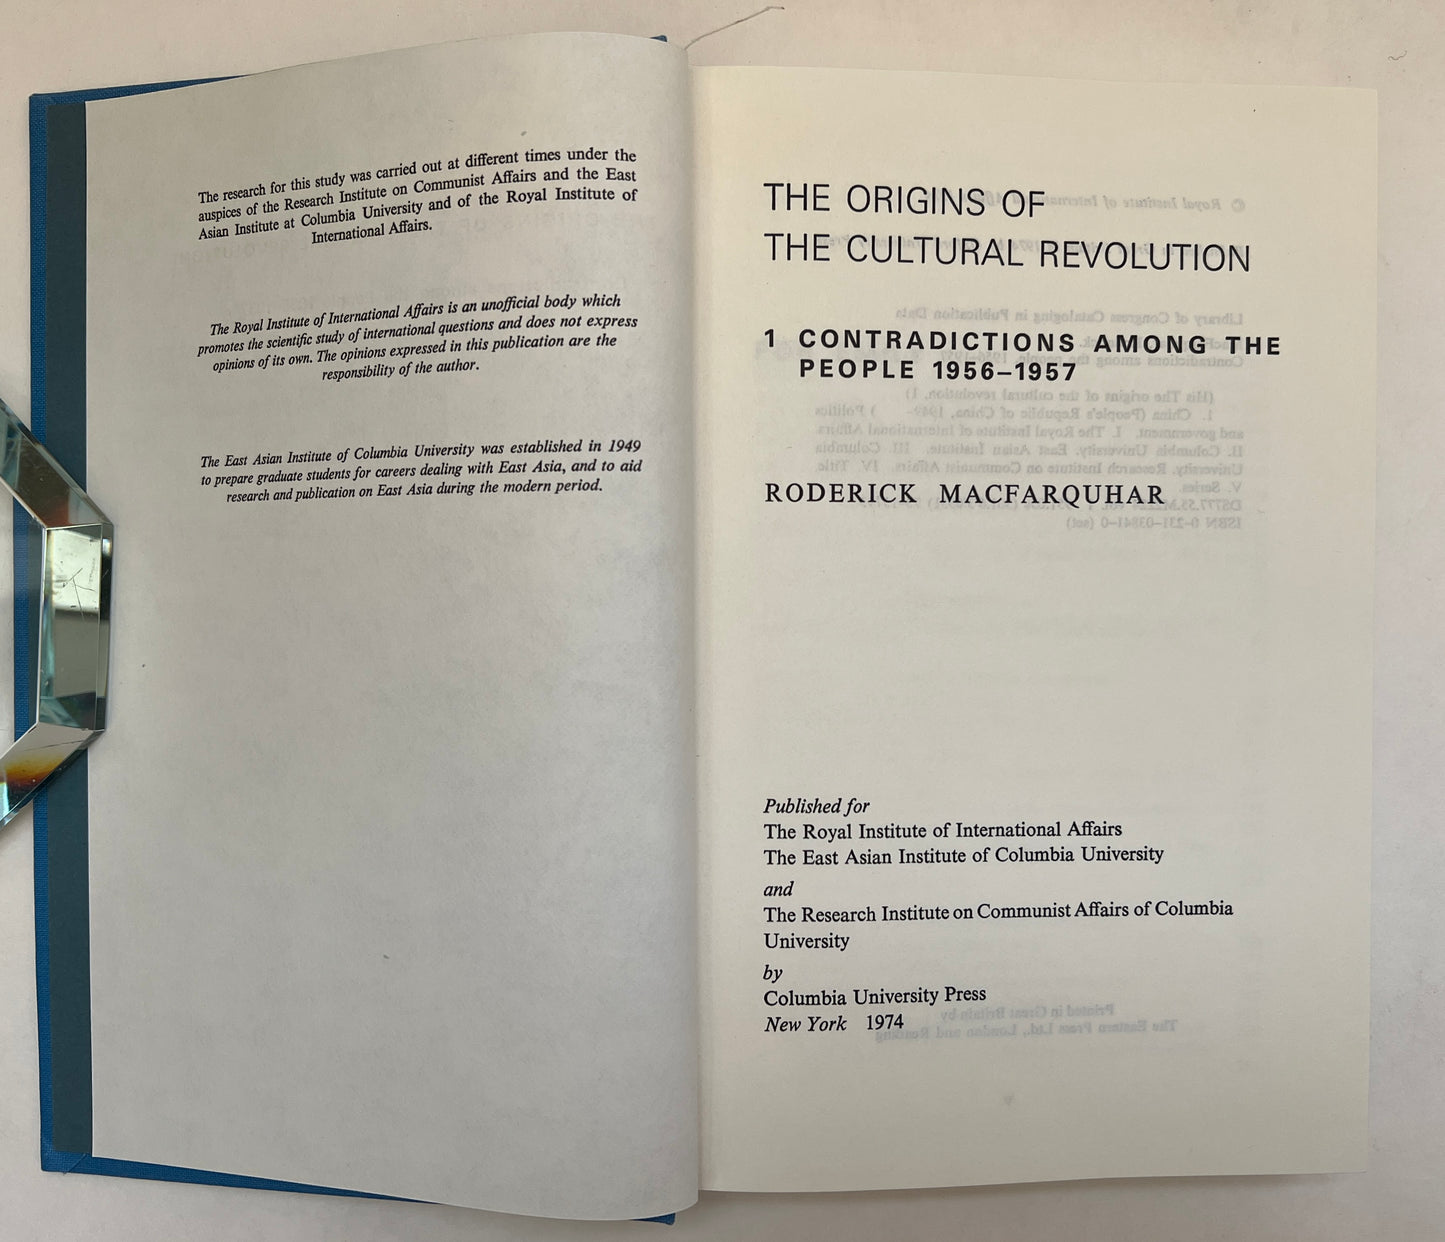 The research for this study was carried out at different times under the
auspices of the Research Institute on Communist Affairs and the East
Asian Institute at Columbia University and of the Royal Institute of
International Affairs.
The Royal Institute of International Affairs is an unofficial body which
promotes the scientific study of international questions and does not express
opinions of its own. The opinions expressed in this publication are the
responsibility of the author.
The East Asian Institute of Columbia University was established in 1949
to prepare graduate students for careers dealing with East Asia, and to aid
research and publication on East Asia during the modern period.
THE ORIGINS OF
THE CULTURAL REVOLUTION
1 CONTRADICTIONS AMONG THE
PEOPLE 1956–1957
RODERICK MACFARQUHAR
Published for
The Royal Institute of International Affairs
The East Asian Institute of Columbia University
and
The Research Institute on Communist Affairs of Columbia
University
by
Columbia University Press
New York 1974